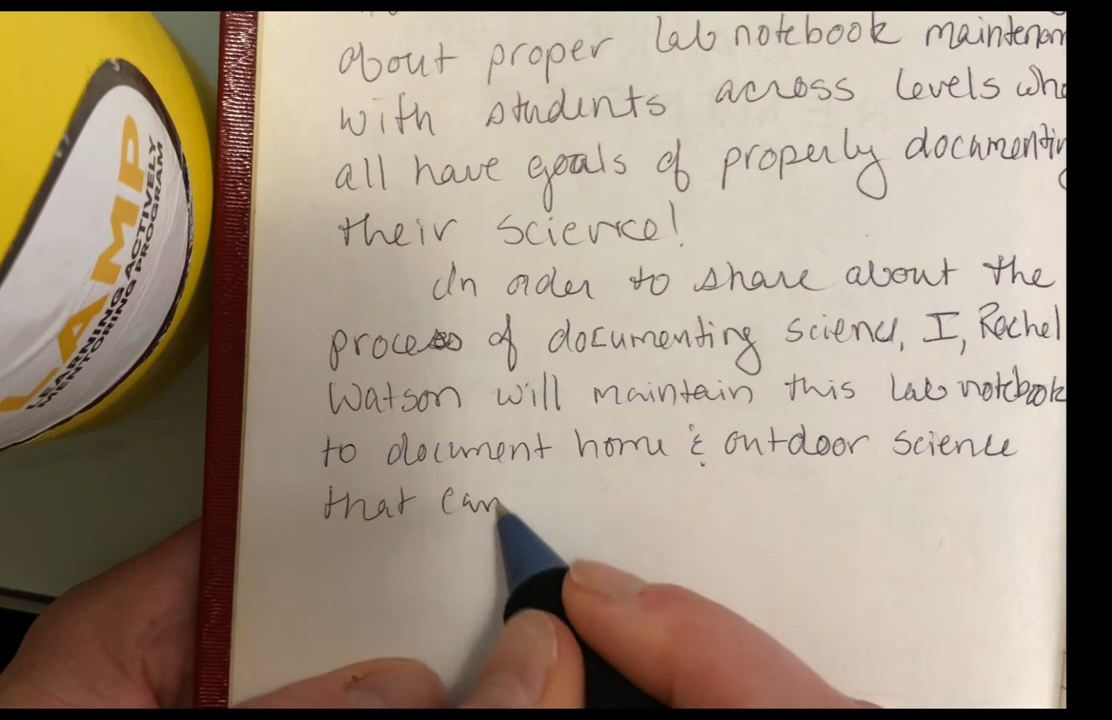 LAMP
LEARNING ACTIVELY
MENTORING PROGRAM
about proper lab notebook maintenan
with students across levels who
all have goals of properly documentin
their science!
In order to share about the
process of documenting science, I, Rachel
Watson will maintain this lab notebook
to document home & outdoor science
that can